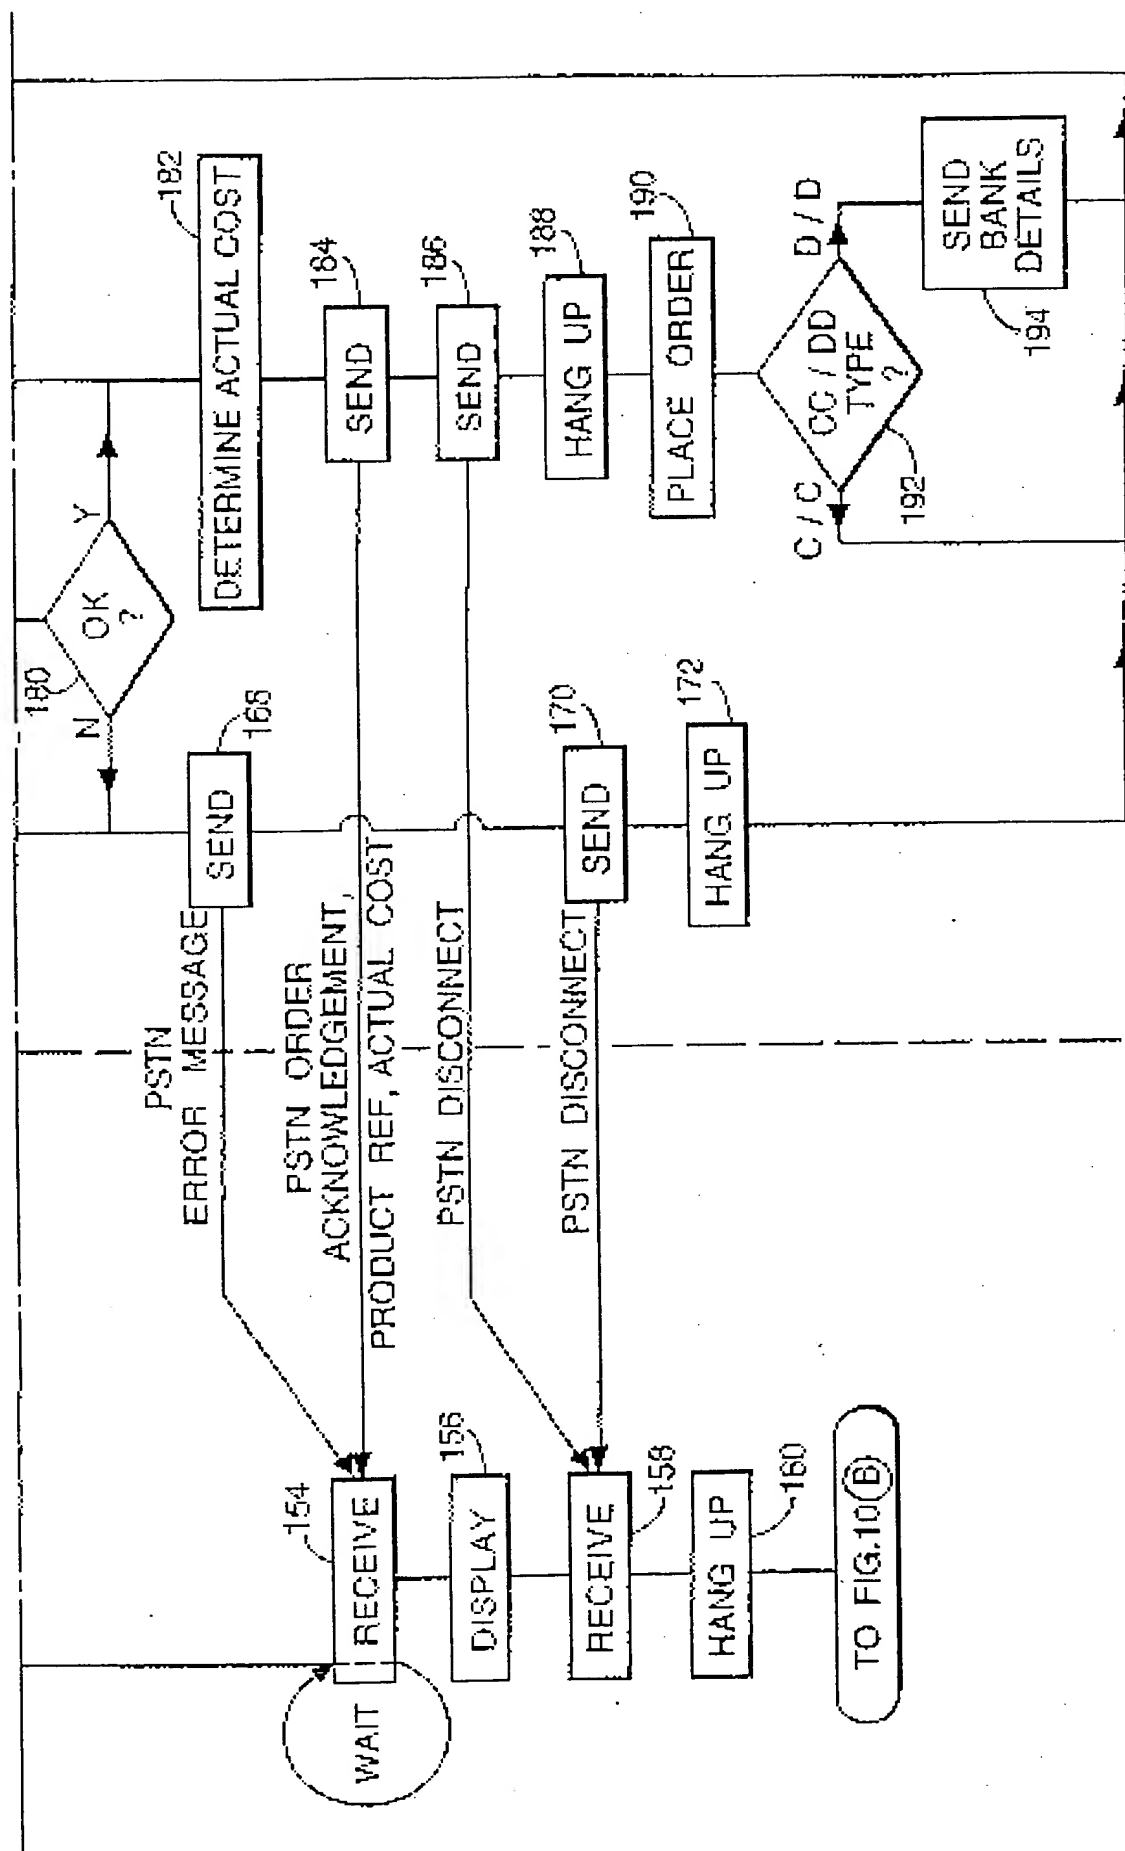 180
OK
?
N
Y
182
DETERMINE ACTUAL COST
168
SEND
PSTN
ERROR MESSAGE
184
SEND
PSTN ORDER
ACKNOWLEDGEMENT,
PRODUCT REF, ACTUAL COST
154
RECEIVE
WAIT
186
SEND
PSTN DISCONNECT
156
DISPLAY
188
HANG UP
170
SEND
PSTN DISCONNECT
RECEIVE
158
190
PLACE ORDER
172
HANG UP
HANG UP
160
C / C
CC / DD
TYPE
?
D / D
192
SEND
BANK
DETAILS
194
TO FIG.10(B)